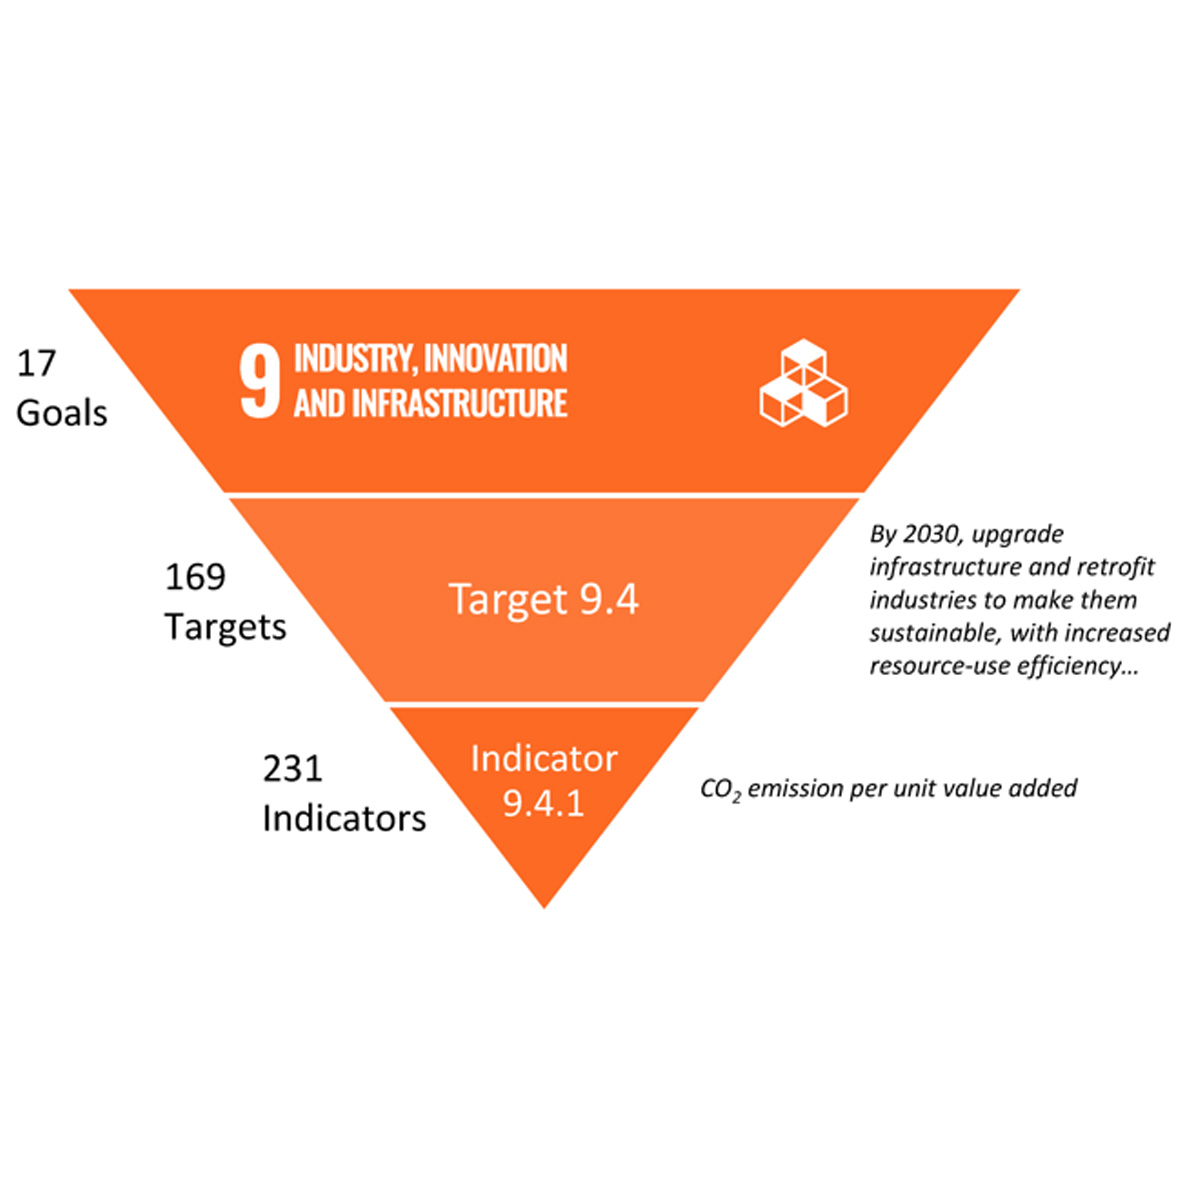 17
Goals
9 INDUSTRY, INNOVATION
AND INFRASTRUCTURE
169
Targets
Target 9.4
By 2030, upgrade
infrastructure and retrofit
industries to make them
sustainable, with increased
resource-use efficiency...
231
Indicators
Indicator
9.4.1
CO₂ emission per unit value added